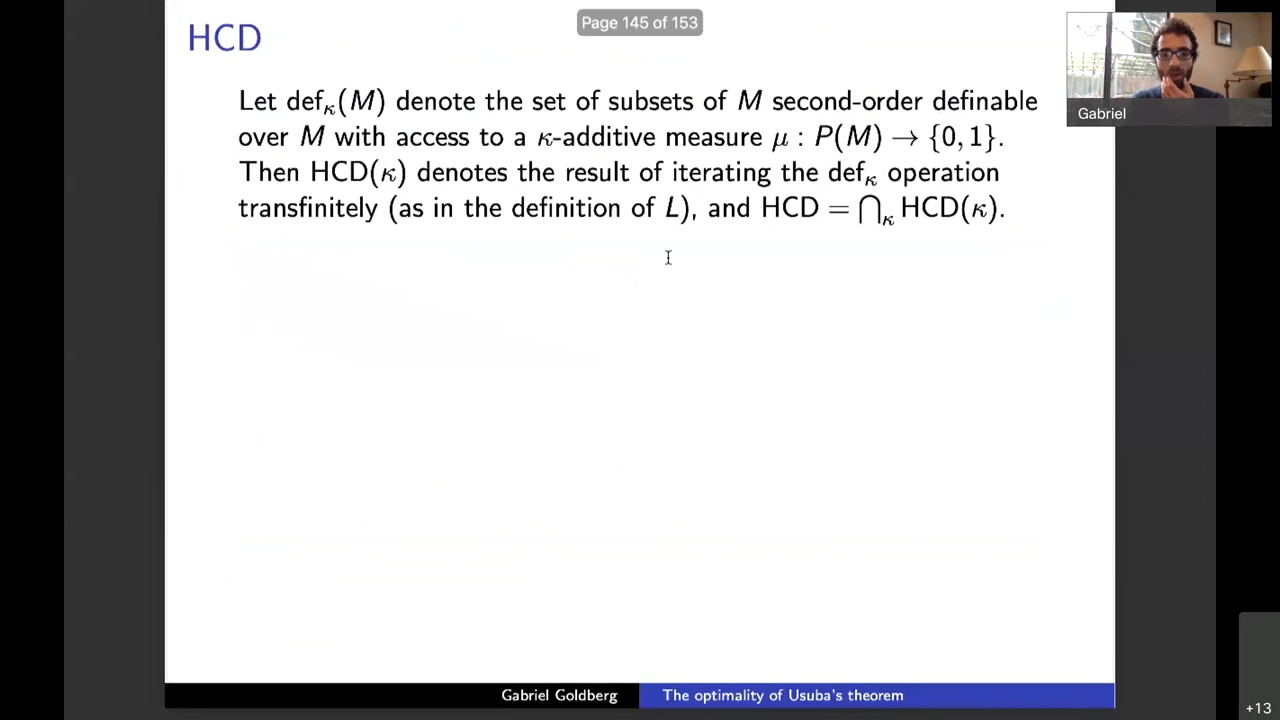 HCD
Page 145 of 153
Gabriel
Let def_κ(M) denote the set of subsets of M second-order definable
over M with access to a κ-additive measure μ : P(M) → {0, 1}.
Then HCD(κ) denotes the result of iterating the def_κ operation
transfinitely (as in the definition of L), and HCD = ⋂_κ HCD(κ).
Gabriel Goldberg
The optimality of Usuba's theorem
+13